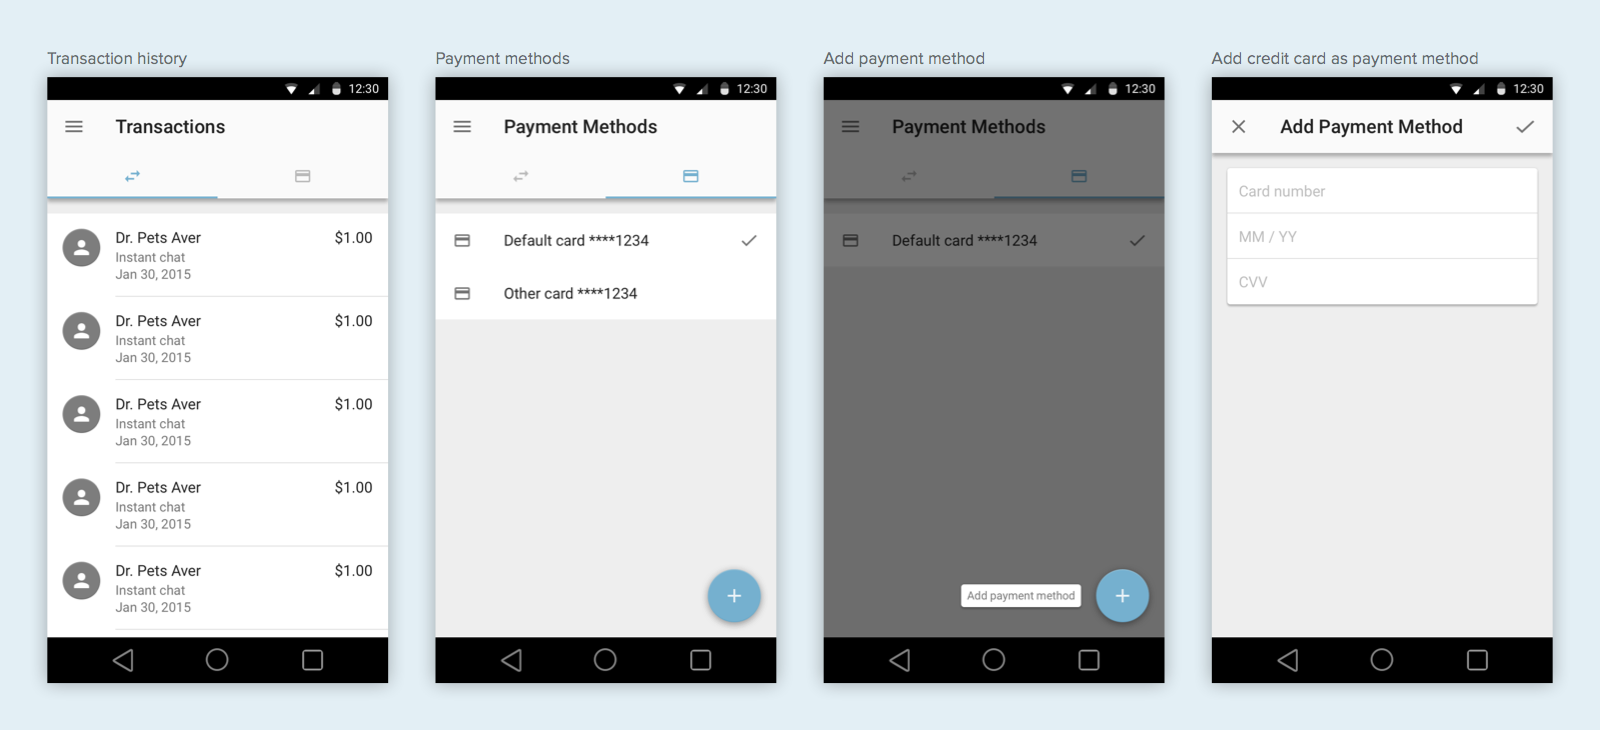 Transaction history
12:30
Transactions
Dr. Pets Aver
$1.00
Instant chat
Jan 30, 2015
Dr. Pets Aver
$1.00
Instant chat
Jan 30, 2015
Dr. Pets Aver
$1.00
Instant chat
Jan 30, 2015
Dr. Pets Aver
$1.00
Instant chat
Jan 30, 2015
Dr. Pets Aver
$1.00
Instant chat
Jan 30, 2015
Payment methods
12:30
Payment Methods
Default card ****1234
Other card ****1234
Add payment method
12:30
Payment Methods
Default card ****1234
Add payment method
Add credit card as payment method
12:30
Add Payment Method
Card number
MM / YY
CVV